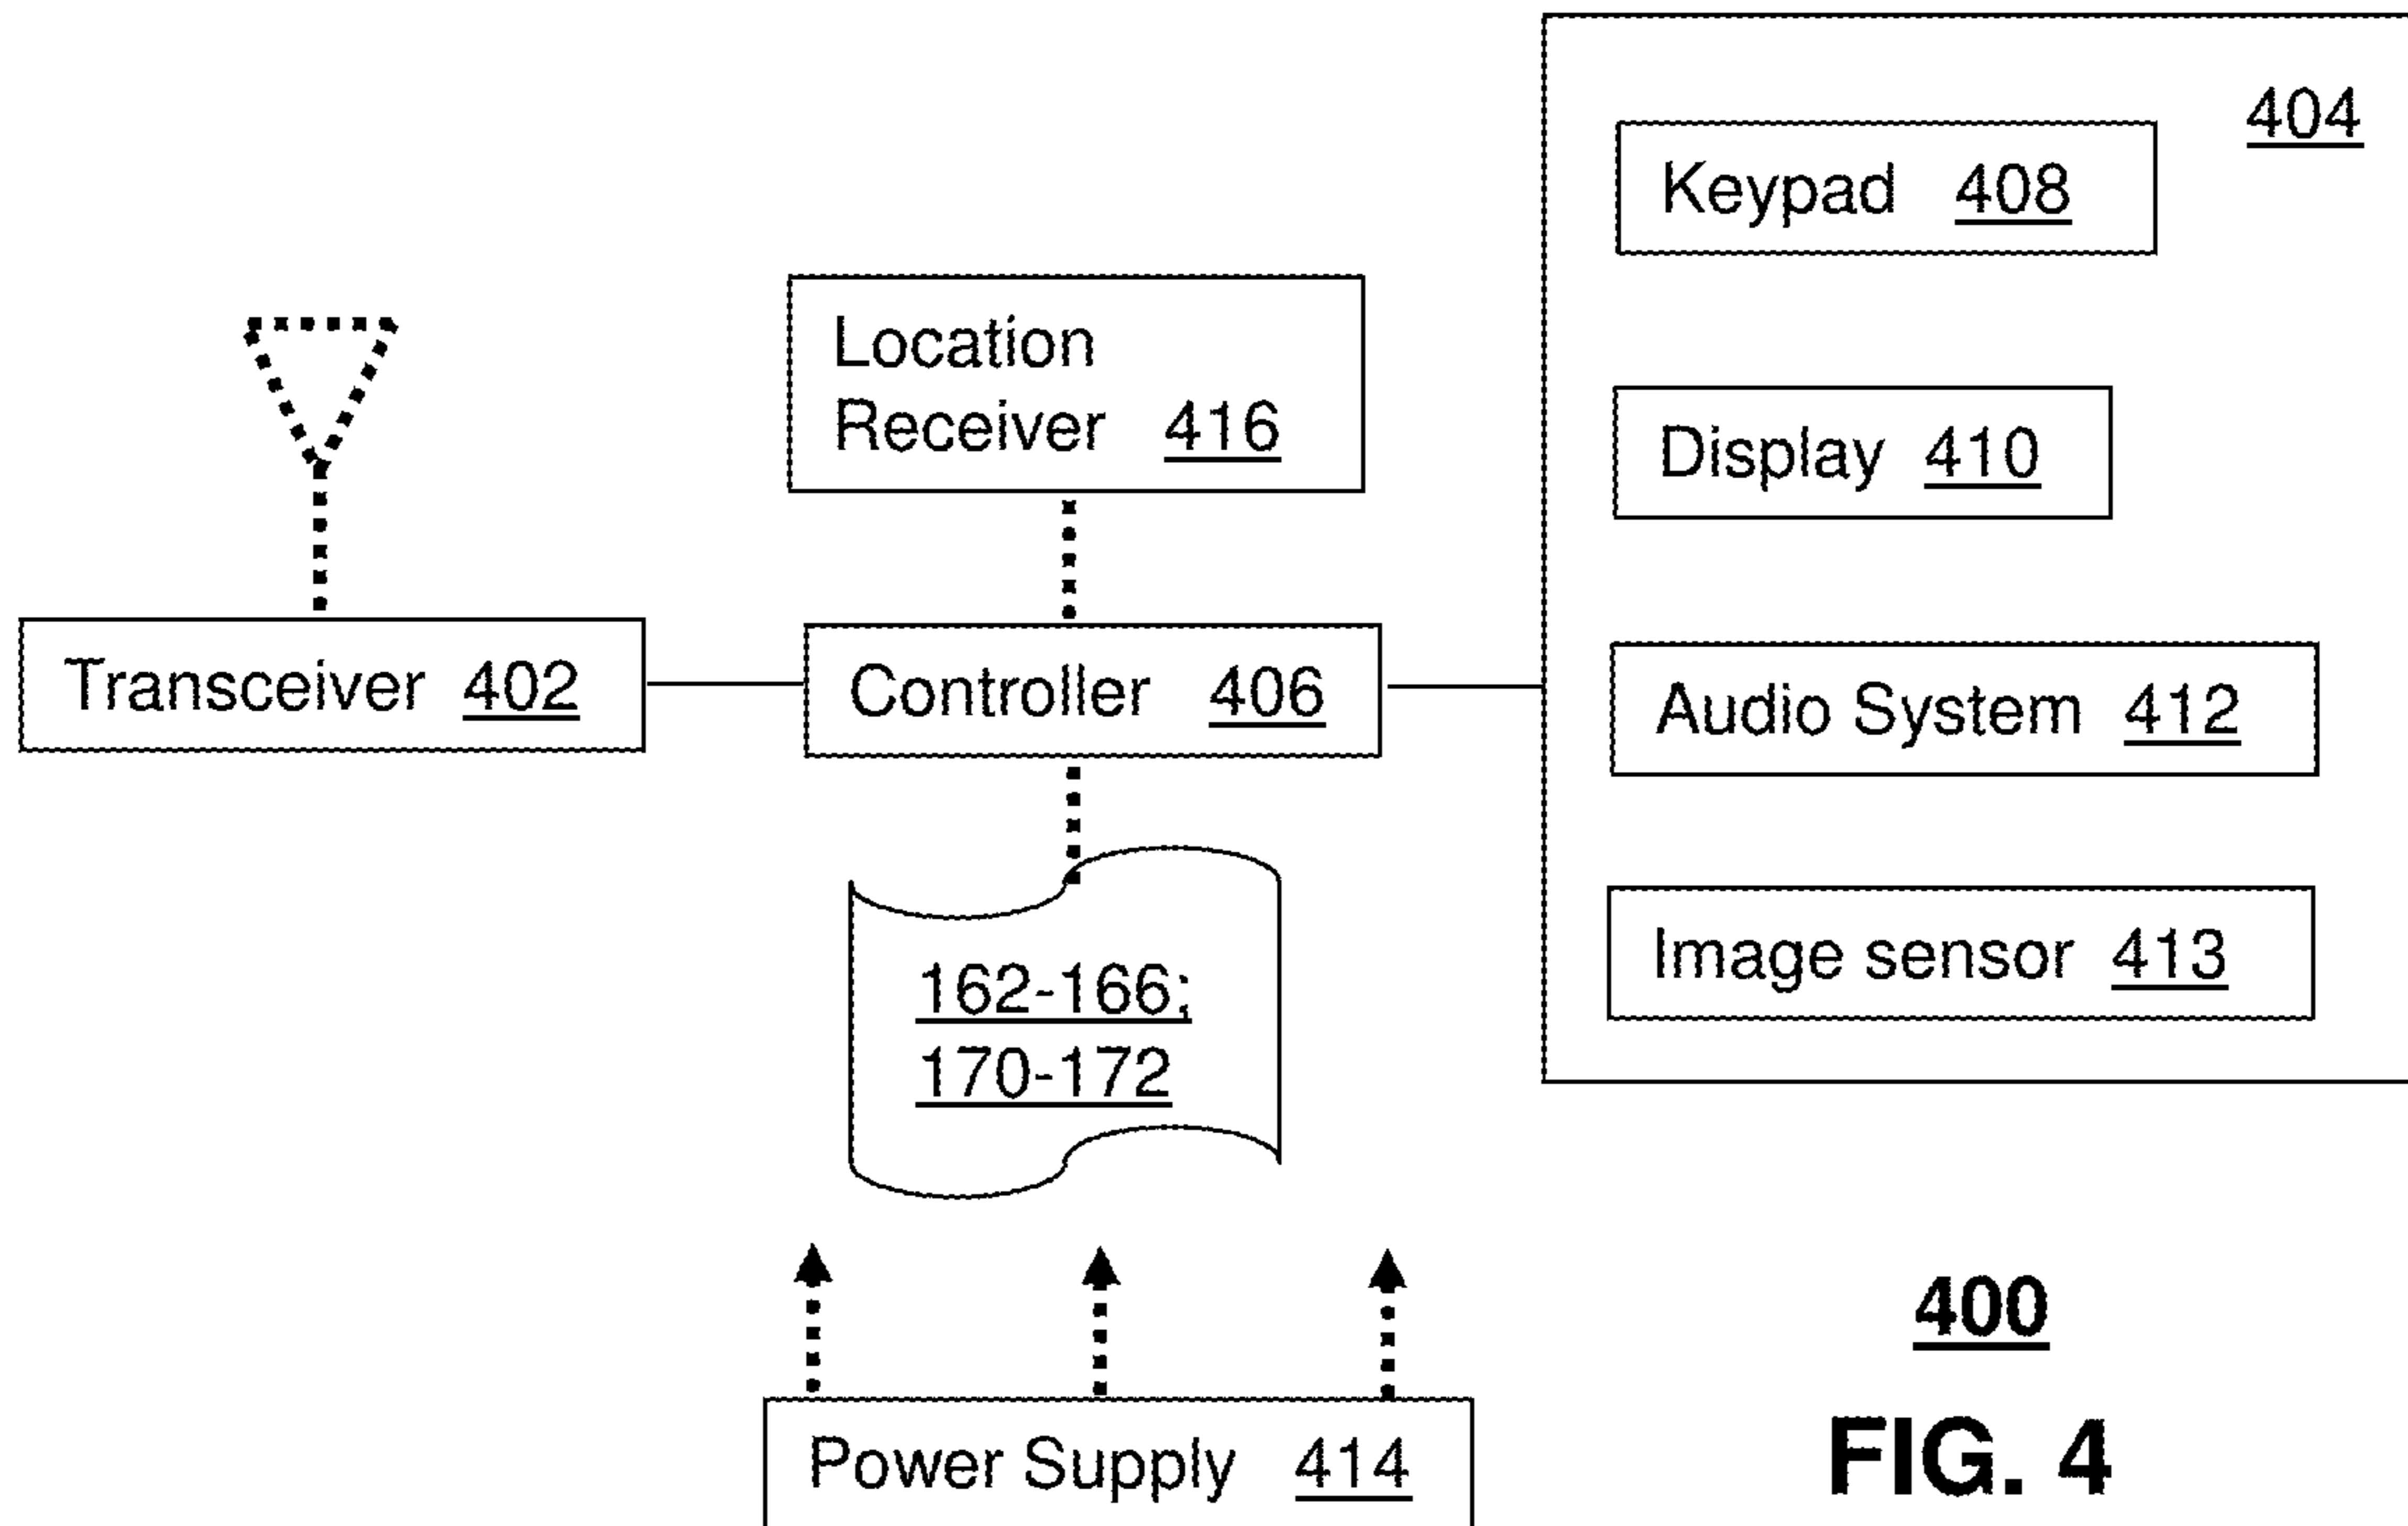 404
Keypad 408
Location
Receiver 416
Display 410
Transceiver 402
Controller 406
Audio System 412
Image sensor 413
162-166;
170-172
400
Power Supply 414
FIG. 4